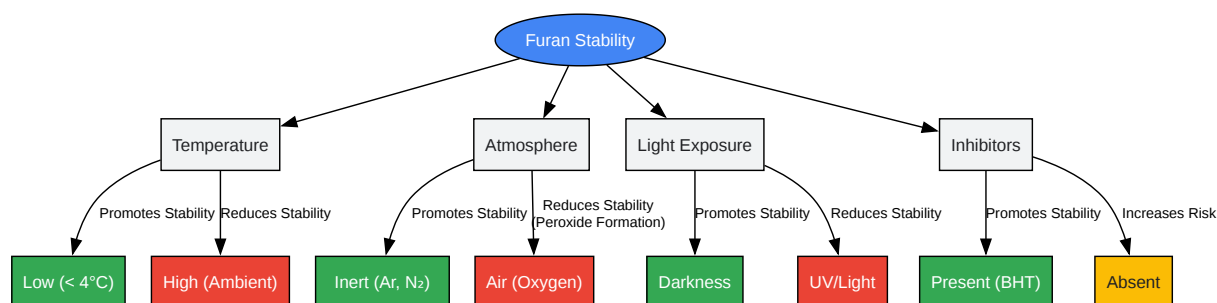 Furan Stability
Temperature
Atmosphere
Light Exposure
Inhibitors
Promotes Stability
Reduces Stability
Promotes Stability
Reduces Stability
(Peroxide Formation)
Promotes Stability
Reduces Stability
Promotes Stability
Increases Risk
Low (< 4°C)
High (Ambient)
Inert (Ar, N₂)
Air (Oxygen)
Darkness
UV/Light
Present (BHT)
Absent